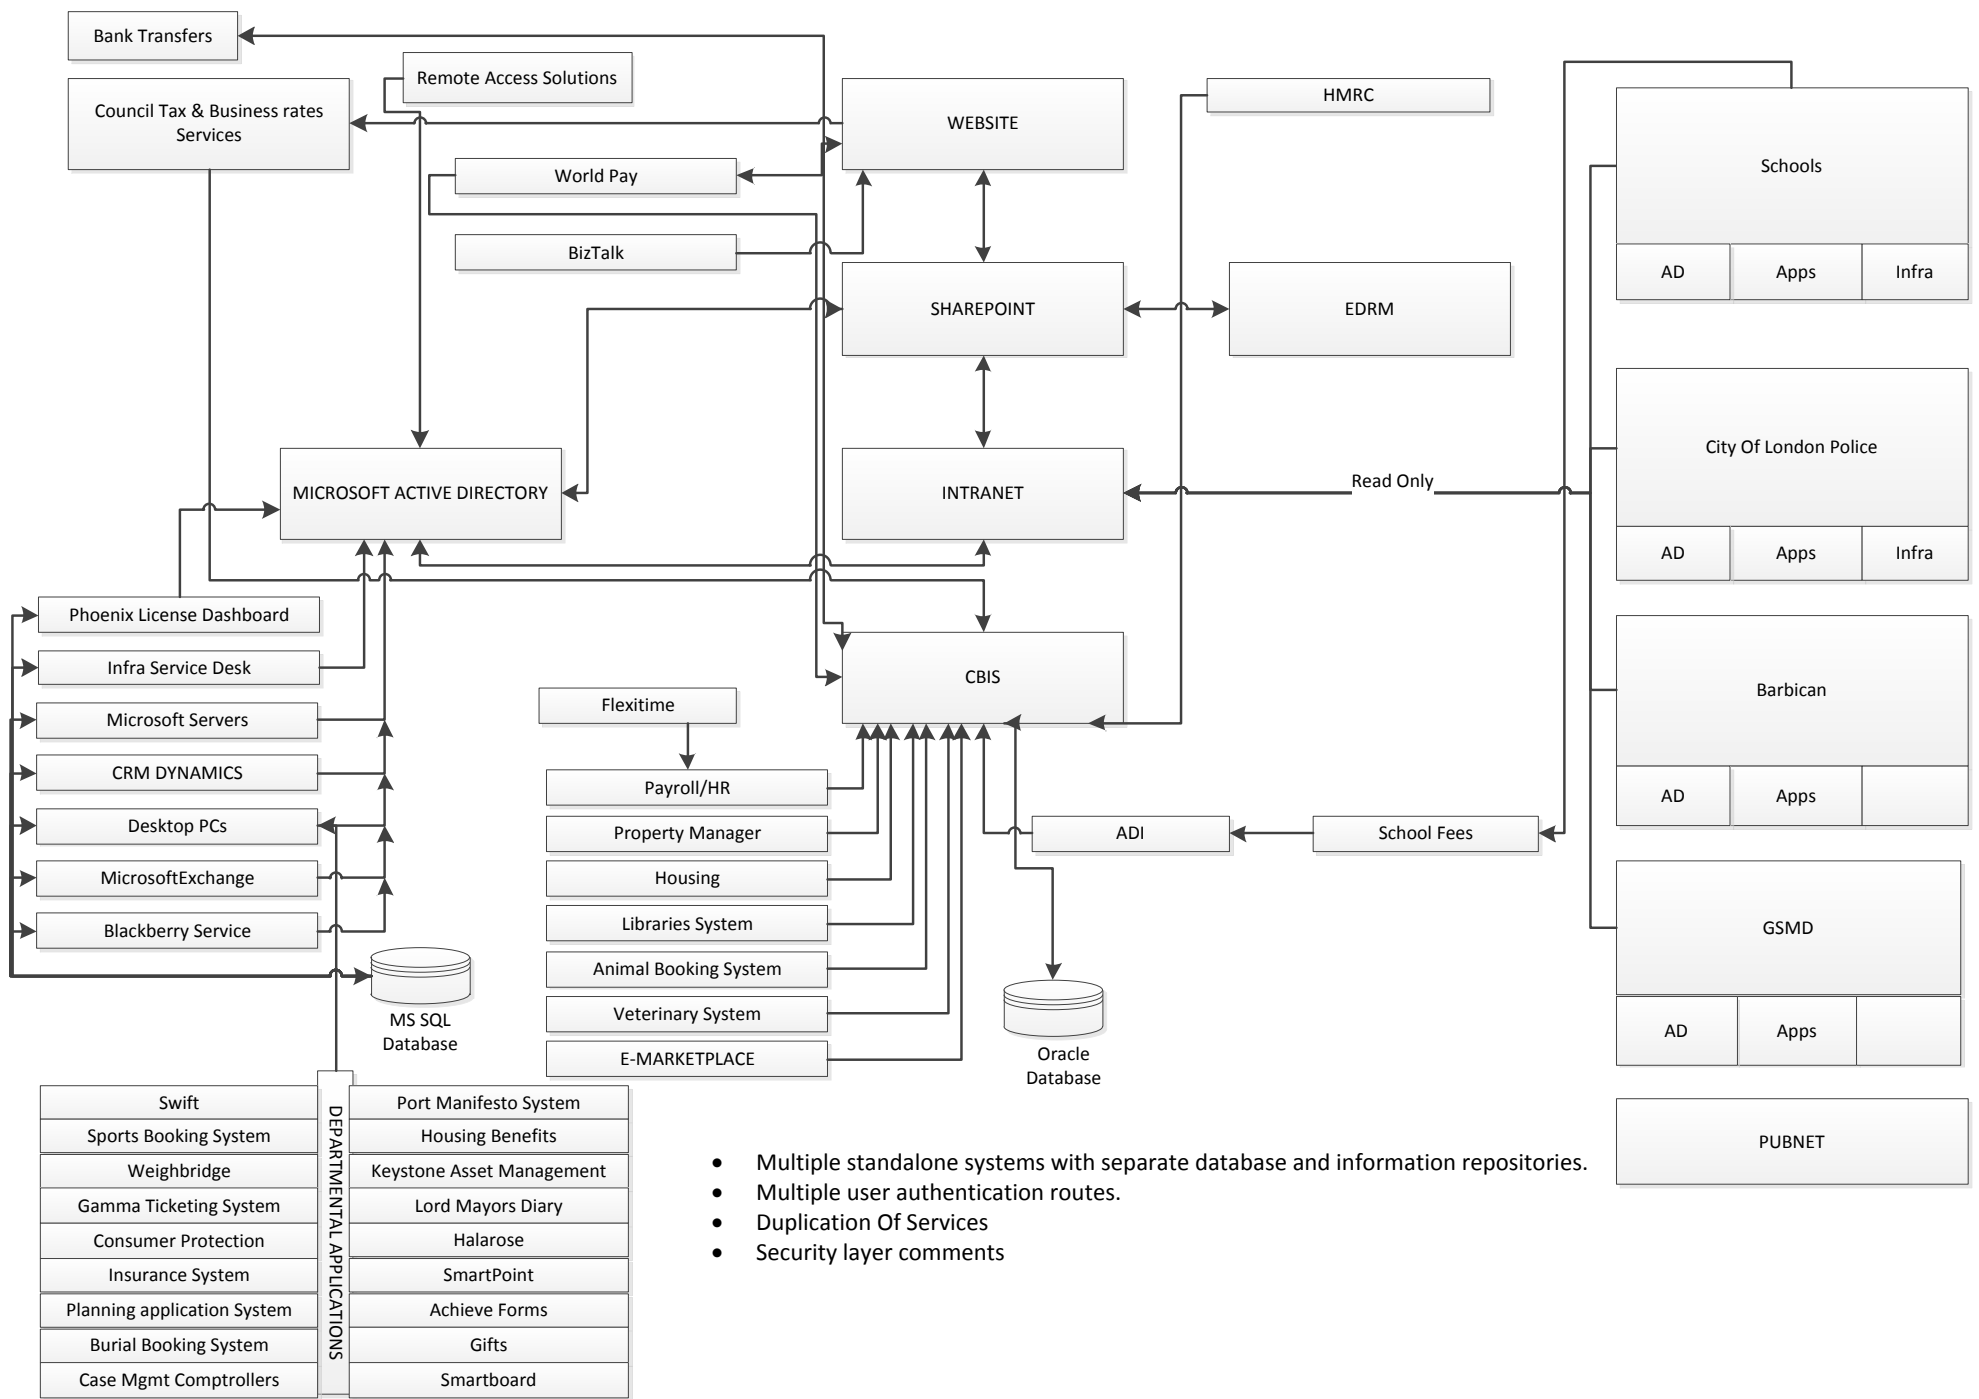 Bank Transfers
Remote Access Solutions
Council Tax & Business rates
Services
WEBSITE
HMRC
World Pay
BizTalk
SHAREPOINT
EDRM
Schools
AD
Apps
Infra
MICROSOFT ACTIVE DIRECTORY
INTRANET
Read Only
City Of London Police
AD
Apps
Infra
Phoenix License Dashboard
Infra Service Desk
Microsoft Servers
CRM DYNAMICS
Desktop PCs
MicrosoftExchange
Blackberry Service
MS SQL
Database
CBIS
Flexitime
Payroll/HR
Property Manager
Housing
Libraries System
Animal Booking System
Veterinary System
E-MARKETPLACE
ADI
School Fees
Oracle
Database
Barbican
AD
Apps
GSMD
AD
Apps
PUBNET
DEPARTMENTAL APPLICATIONS
Swift
Sports Booking System
Weighbridge
Gamma Ticketing System
Consumer Protection
Insurance System
Planning application System
Burial Booking System
Case Mgmt Comptrollers
Port Manifesto System
Housing Benefits
Keystone Asset Management
Lord Mayors Diary
Halarose
SmartPoint
Achieve Forms
Gifts
Smartboard
• Multiple standalone systems with separate database and information repositories.
• Multiple user authentication routes.
• Duplication Of Services
• Security layer comments